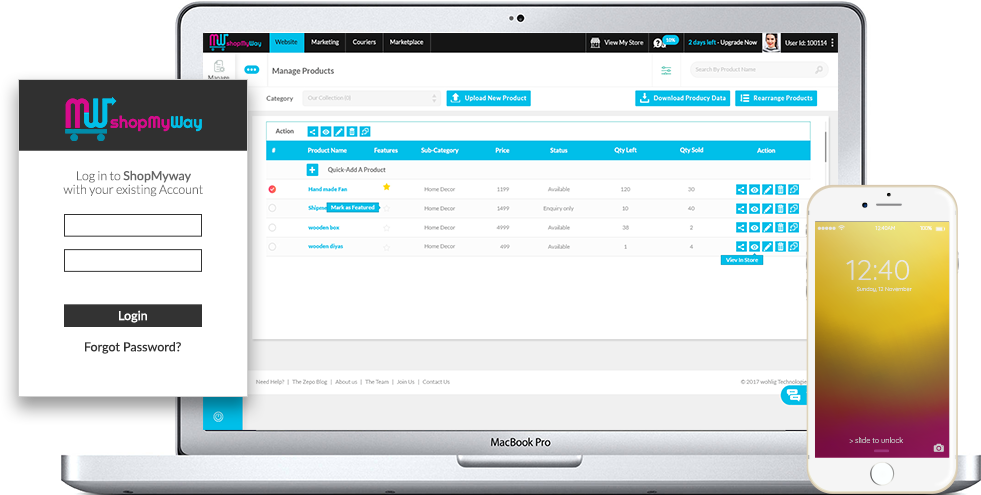 MW shopMyWay
Website Marketing Couriers Marketplace
View My Store
10%
2 days left - Upgrade Now
User Id: 100114
Manage
Manage Products
Search By Product Name
Category
Our Collection (0)
Upload New Product
Download Producy Data
Rearrange Products
Action
# Product Name Features Sub-Category Price Status Qty Left Qty Sold Action
Quick-Add A Product
Hand made Fan Home Decor 1199 Available 120 30
Shipme Mark as Featured Home Decor 1499 Enquiry only 10 40
wooden box Home Decor 4999 Available 38 2
wooden diyas Home Decor 499 Available 1 4
View In Store
Need Help? | The Zepo Blog | About us | The Team | Join Us | Contact Us
© 2017 wohlig Technologie
MacBook Pro
MW shopMyWay
Log in to ShopMyway
with your existing Account
Login
Forgot Password?
12:40
Sunday, 11 November
> slide to unlock